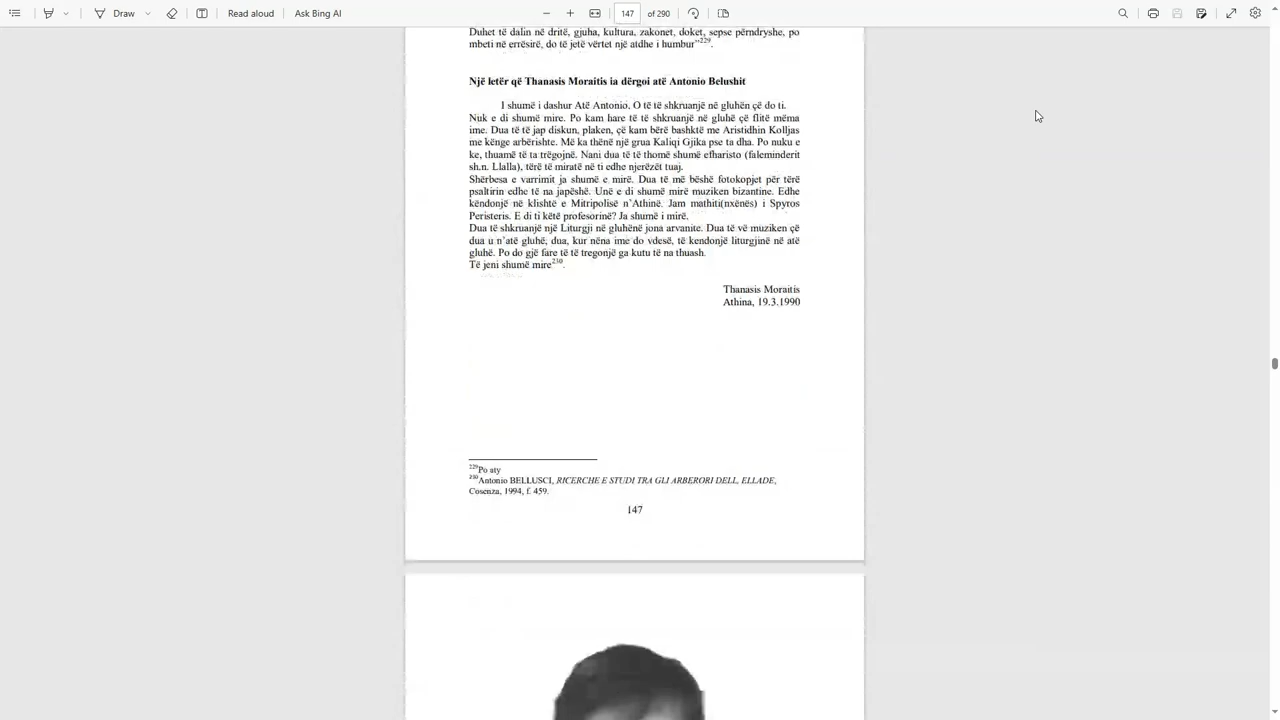 Read aloud
Ask Bing AI
Draw
147 of 290
Duhet të dalin në dritë, gjuha, kultura, zakonet, doket, sepse përndryshe, po
mbeti në errësirë, do të jetë vërtet një atdhe i humbur”229.
Një letër që Thanasis Moraitis ia dërgoi atë Antonio Belushit
I shumë i dashur Atë Antonio, O të të shkruanjë në gluhën çë do ti.
Nuk e di shumë mire. Po kam hare të të shkruanjë në gluhë çë flitë mëma
ime. Dua të të jap diskun, plaken, çë kam bërë bashktë me Aristidhin Kolljas
me kënge arbërishte. Më ka thënë një grua Kaliqi Gjika pse ta dha. Po nuku e
ke, thuamë të ta trëgojnë. Nani dua të të thomë shumë efharisto (faleminderit
sh.n. Llalla), tërë të miratë në ti edhe njerëzët tuaj.
Shërbesa e varrimit ja shumë e mirë. Dua të më bëshë fotokopjet për tërë
psaltirin edhe të na japëshë. Unë e di shumë mirë muziken bizantine. Edhe
këndonjë në klishtë e Mitripolisë n’Athinë. Jam mathiti(nxënës) i Spyros
Peristeris. E di ti këtë profesorinë? Ja shumë i mirë.
Dua të shkruanjë një Liturgji në gluhënë jona arvanite. Dua të vë muziken çë
dua u n’atë gluhë, dua, kur nëna ime do vdesë, të kendonjë liturgjinë në atë
gluhë. Po do gjë fare të të tregonjë ga kutu të na thuash.
Të jeni shumë mire230.
Thanasis Moraitis
Athina, 19.3.1990
229Po aty
230Antonio BELLUSCI, RICERCHE E STUDI TRA GLI ARBERORI DELL, ELLADE,
Cosenza, 1994, f. 459.
147